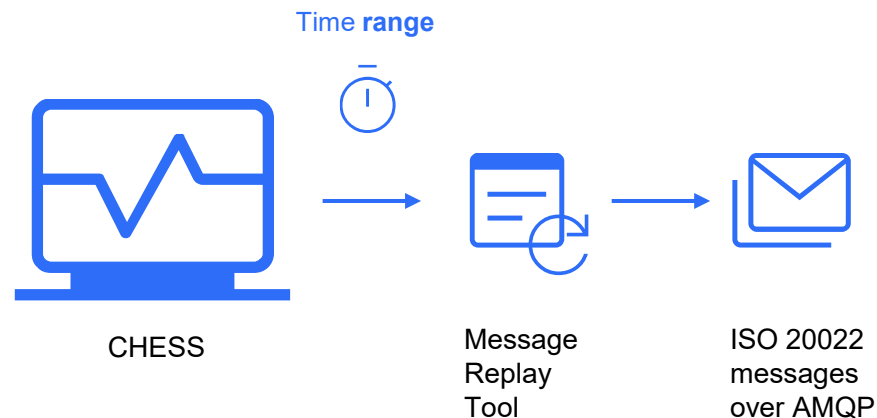 Time range
CHESS
Message
Replay
Tool
ISO 20022
messages
over AMQP